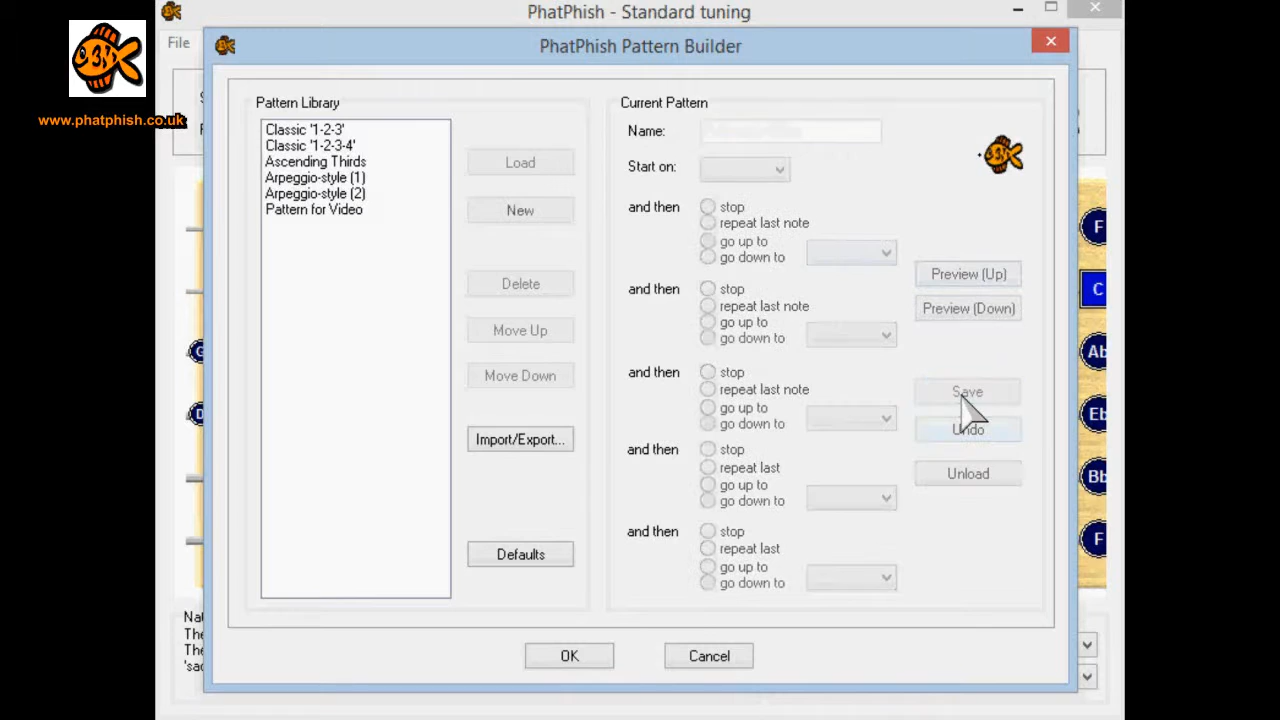 PhatPhish - Standard tuning
File
www.phatphish.co.uk
PhatPhish Pattern Builder
Pattern Library
Classic '1-2-3'
Classic '1-2-3-4'
Ascending Thirds
Arpeggio-style (1)
Arpeggio-style (2)
Pattern for Video
Load
New
Delete
Move Up
Move Down
Import/Export...
Defaults
Current Pattern
Name:
Start on:
and then
stop
repeat last note
go up to
go down to
and then
stop
repeat last note
go up to
go down to
and then
stop
repeat last note
go up to
go down to
and then
stop
repeat last
go up to
go down to
and then
stop
repeat last
go up to
go down to
Preview (Up)
Preview (Down)
Save
Undo
Unload
OK
Cancel
F
C
Ab
Eb
Bb
F
G
D
Nat
The
The
'sac